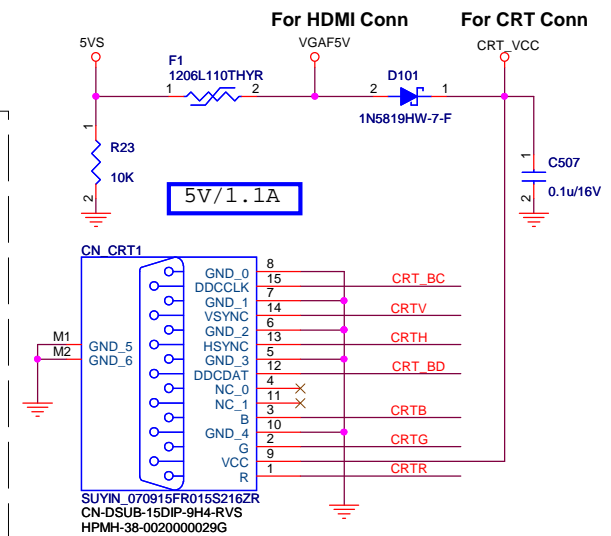 For HDMI Conn
For CRT Conn
5VS
VGAF5V
CRT_VCC
F1
1206L110THYR
1
2
D101
2
1
1N5819HW-7-F
1
R23
10K
2
1
C507
0.1u/16V
2
5V/1.1A
CN_CRT1
GND_0 8
DDCCLK 15 CRT_BC
GND_1 7
VSYNC 14 CRTV
GND_2 6
M1 GND_5 HSYNC 13 CRTH
M2 GND_6 GND_3 5
DDCDAT 12 CRT_BD
NC_0 4
NC_1 11
B 3 CRTB
GND_4 10
G 2 CRTG
VCC 9
R 1 CRTR
SUYIN_070915FR015S216ZR
CN-DSUB-15DIP-9H4-RVS
HPMH-38-0020000029G